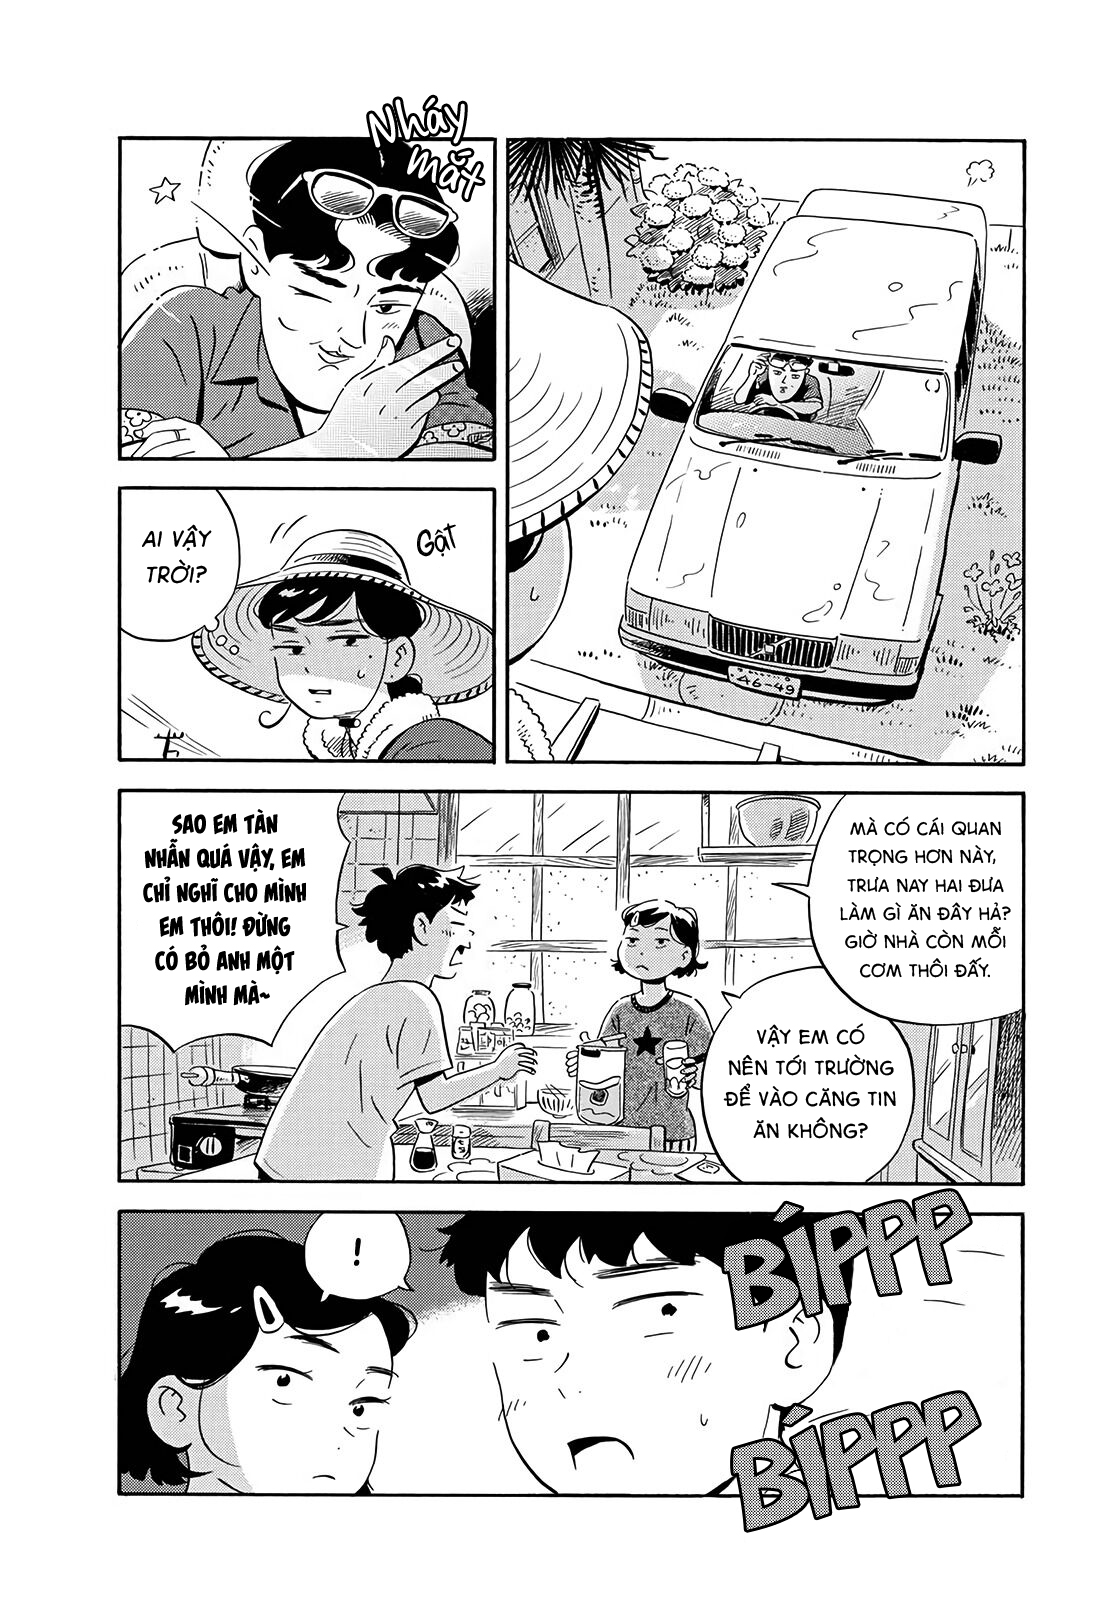 46-49
Nháy
mắt
Gật
AI VẬY
TRỜI?
MÀ CÓ CÁI QUAN
TRỌNG HƠN NÀY,
TRƯA NAY HAI ĐƯA
LÀM GÌ ĂN ĐÂY HẢ?
GIỜ NHÀ CÒN MỖI
CƠM THÔI ĐẤY.
VẬY EM CÓ
NÊN TỚI TRƯỜNG
ĐỂ VÀO CĂNG TIN
ĂN KHÔNG?
SAO EM TÀN
NHẪN QUÁ VẬY, EM
CHỈ NGHĨ CHO MÌNH
EM THÔI! ĐỪNG
CÓ BỎ ANH MỘT
MÌNH MÀ~
BÍPPP
BÍPPP
!